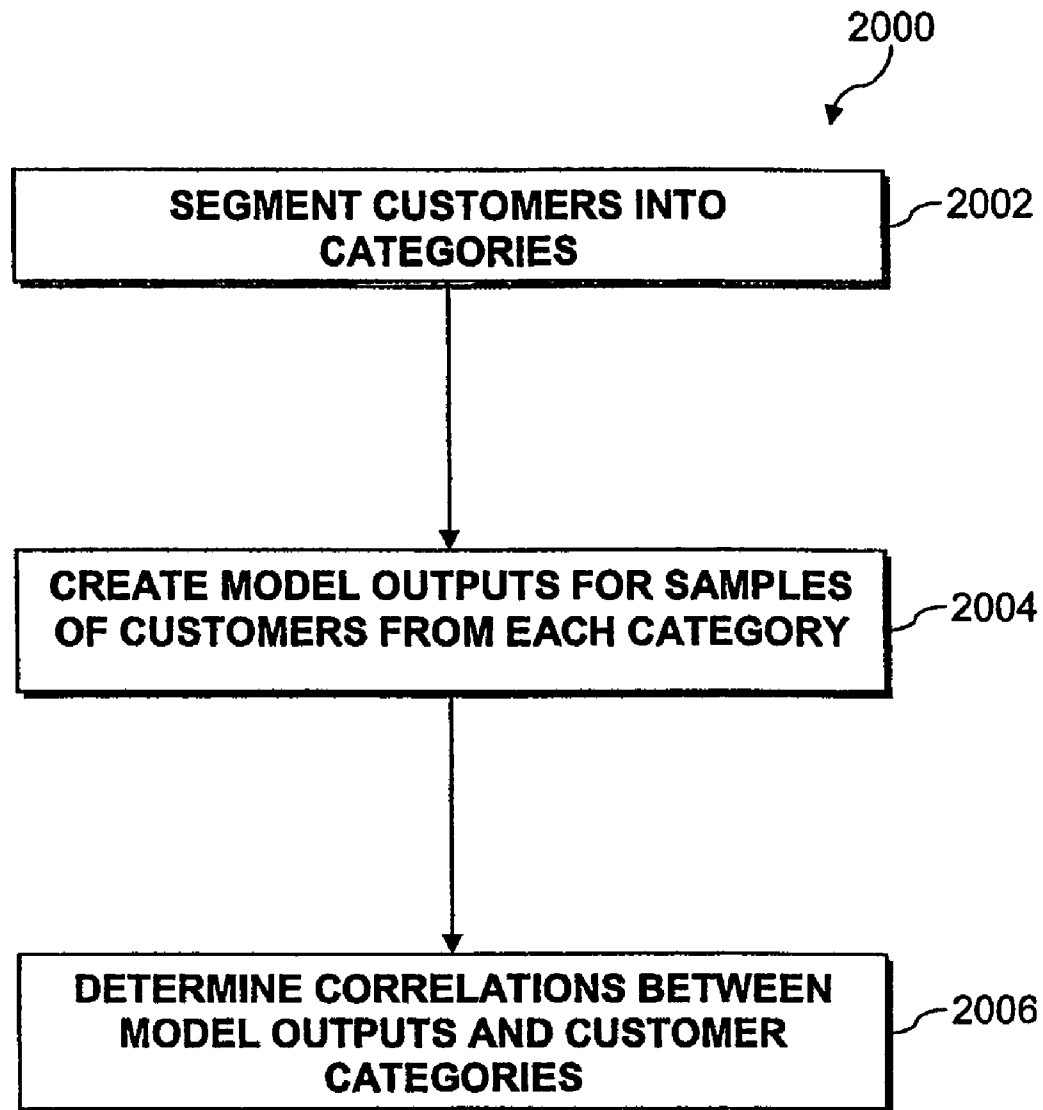 2000
SEGMENT CUSTOMERS INTO
CATEGORIES
2002
CREATE MODEL OUTPUTS FOR SAMPLES
OF CUSTOMERS FROM EACH CATEGORY
2004
DETERMINE CORRELATIONS BETWEEN
MODEL OUTPUTS AND CUSTOMER
CATEGORIES
2006